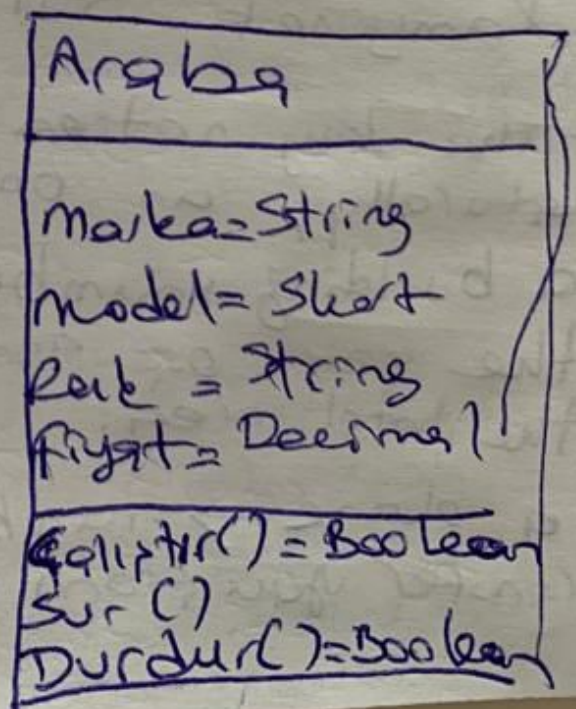 Araba
Marka=String
Model= Short
Renk = String
fiyat= Decimal
Çalıştır()=Boolean
Sür ()
Durdur()=Boolean